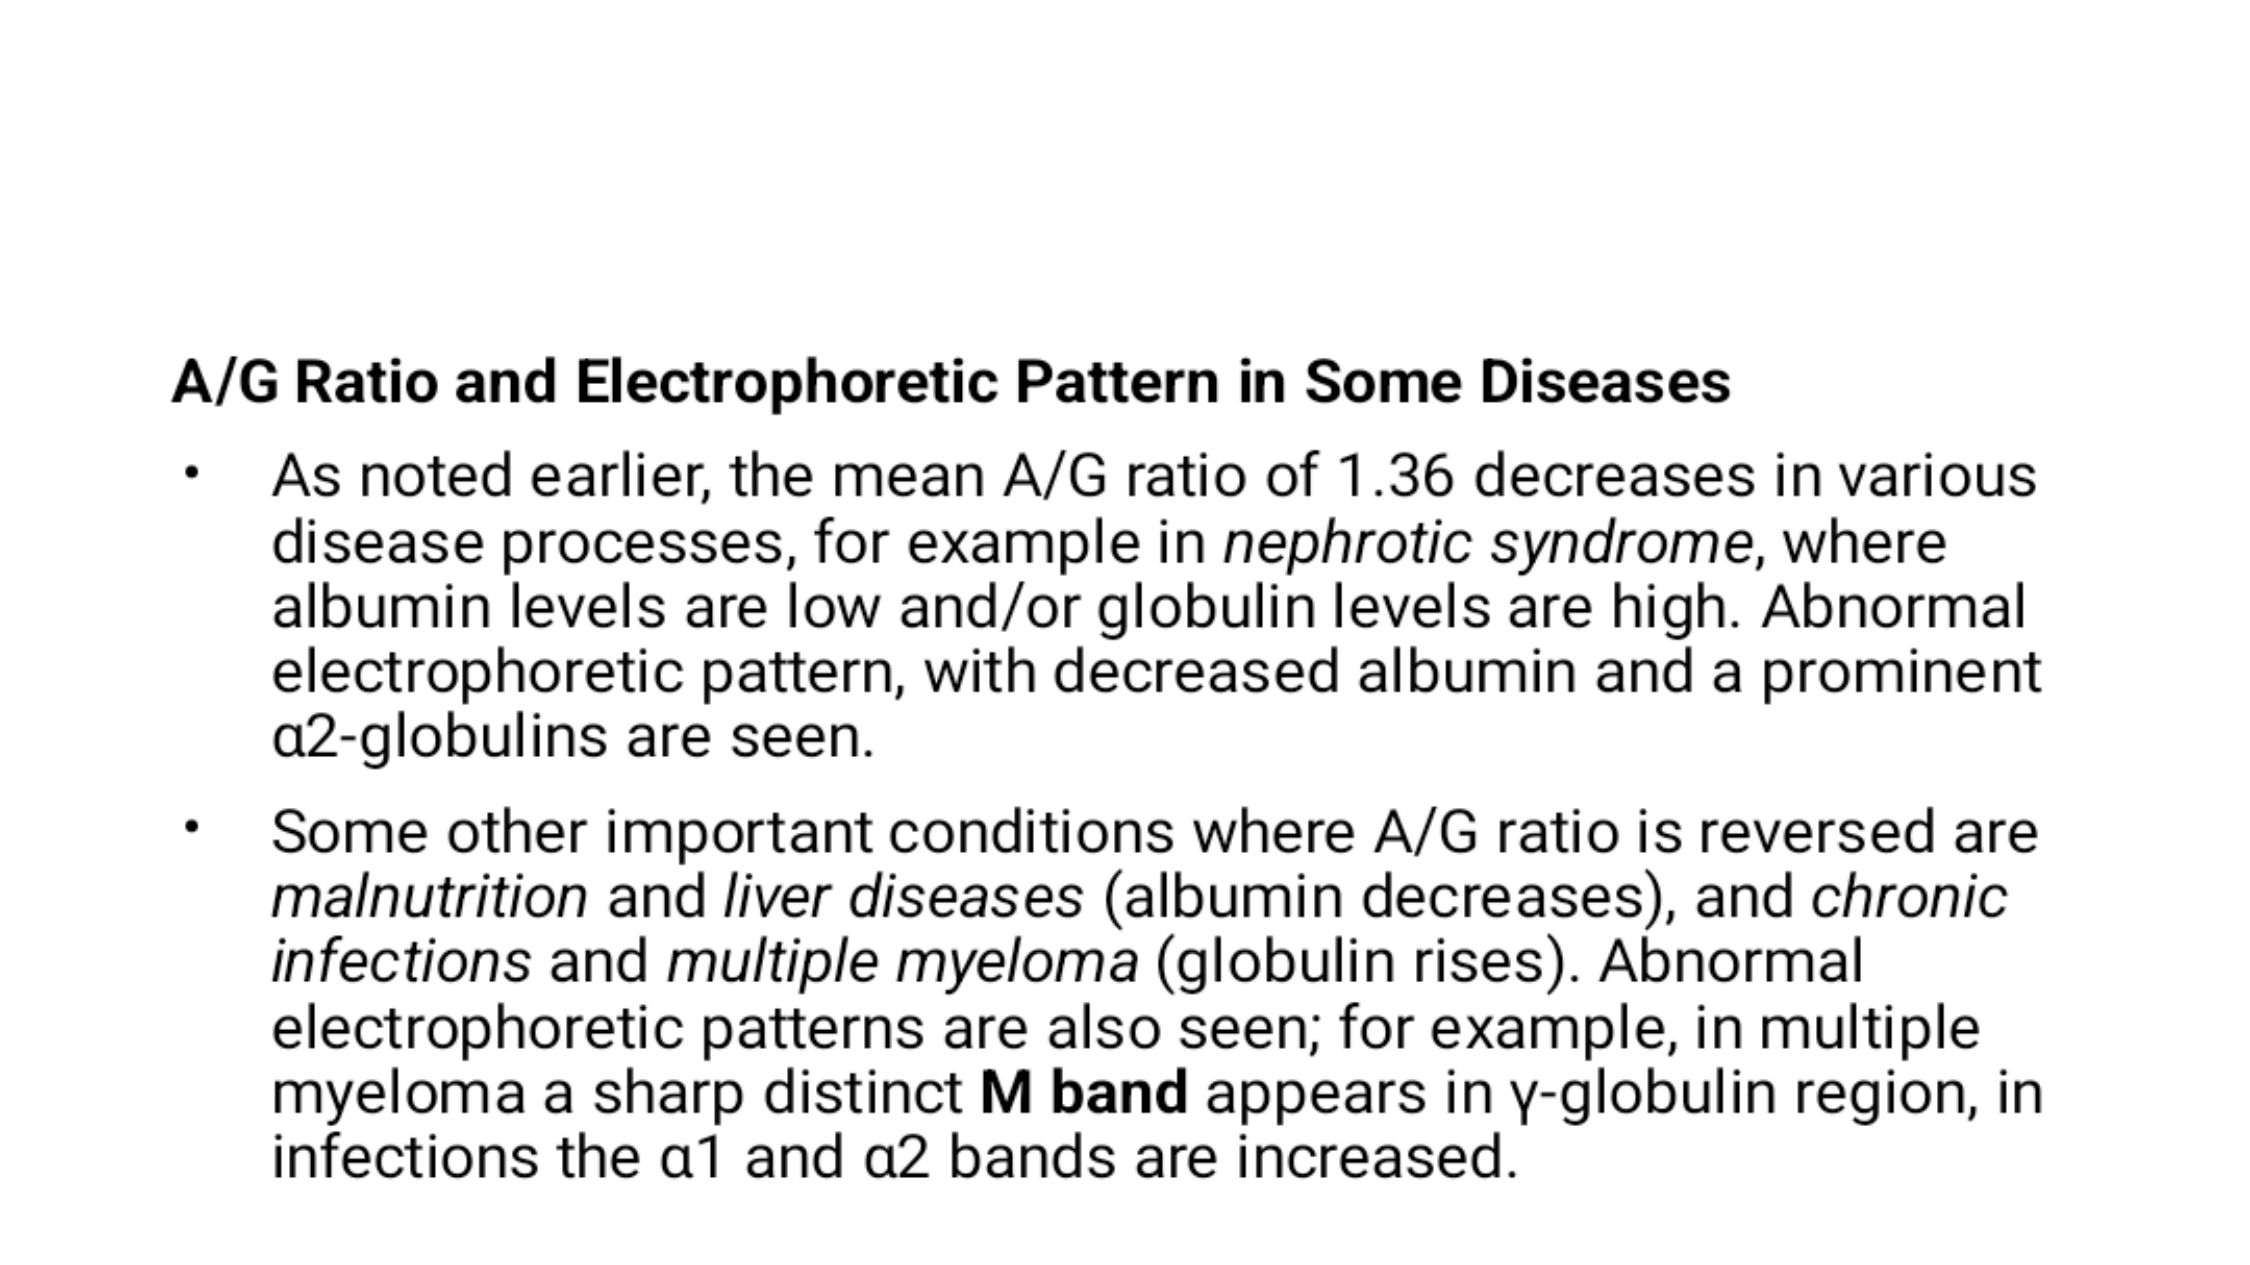 A/G Ratio and Electrophoretic Pattern in Some Diseases
• As noted earlier, the mean A/G ratio of 1.36 decreases in various
disease processes, for example in nephrotic syndrome, where
albumin levels are low and/or globulin levels are high. Abnormal
electrophoretic pattern, with decreased albumin and a prominent
α2-globulins are seen.
• Some other important conditions where A/G ratio is reversed are
malnutrition and liver diseases (albumin decreases), and chronic
infections and multiple myeloma (globulin rises). Abnormal
electrophoretic patterns are also seen; for example, in multiple
myeloma a sharp distinct M band appears in γ-globulin region, in
infections the α1 and α2 bands are increased.